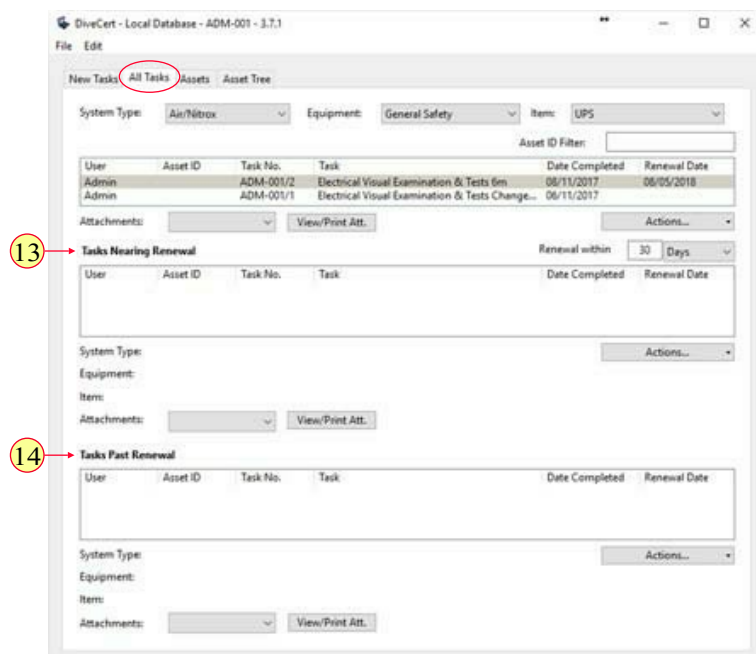 DiveCert - Local Database - ADM-001 - 3.7.1
File Edit
New Tasks All Tasks Assets Asset Tree
System Type: Air/Nitrox Equipment: General Safety Item: UPS
Asset ID Filter:
User Asset ID Task No. Task Date Completed Renewal Date
Admin ADM-001/2 Electrical Visual Examination & Tests 6m 06/11/2017 06/05/2018
Admin ADM-001/1 Electrical Visual Examination & Tests Change... 06/11/2017
Attachments: View/Print Att. Actions...
13 Tasks Nearing Renewal Renewal within 30 Days
User Asset ID Task No. Task Date Completed Renewal Date
System Type: Actions...
Equipment:
Item:
Attachments: View/Print Att.
14 Tasks Past Renewal
User Asset ID Task No. Task Date Completed Renewal Date
System Type: Actions...
Equipment:
Item:
Attachments: View/Print Att.